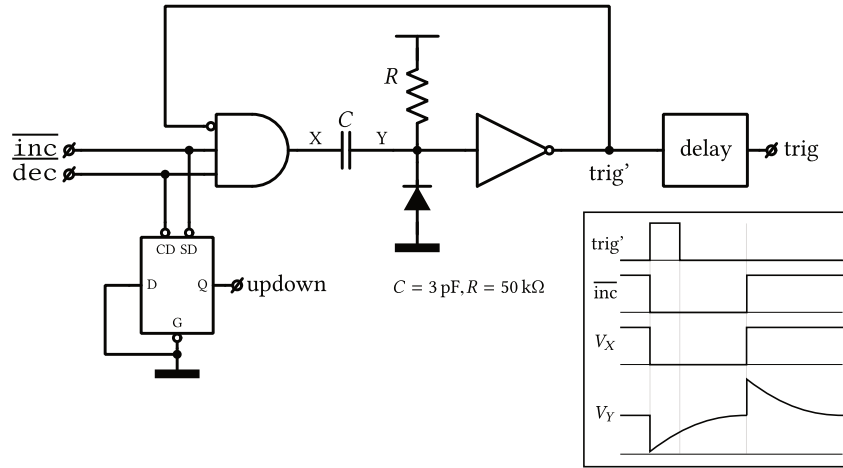 R
inc
dec
X
C
Y
trig'
delay
trig
CD SD
D
Q
updown
G
C = 3 pF, R = 50 kΩ
trig'
inc
V_X
V_Y